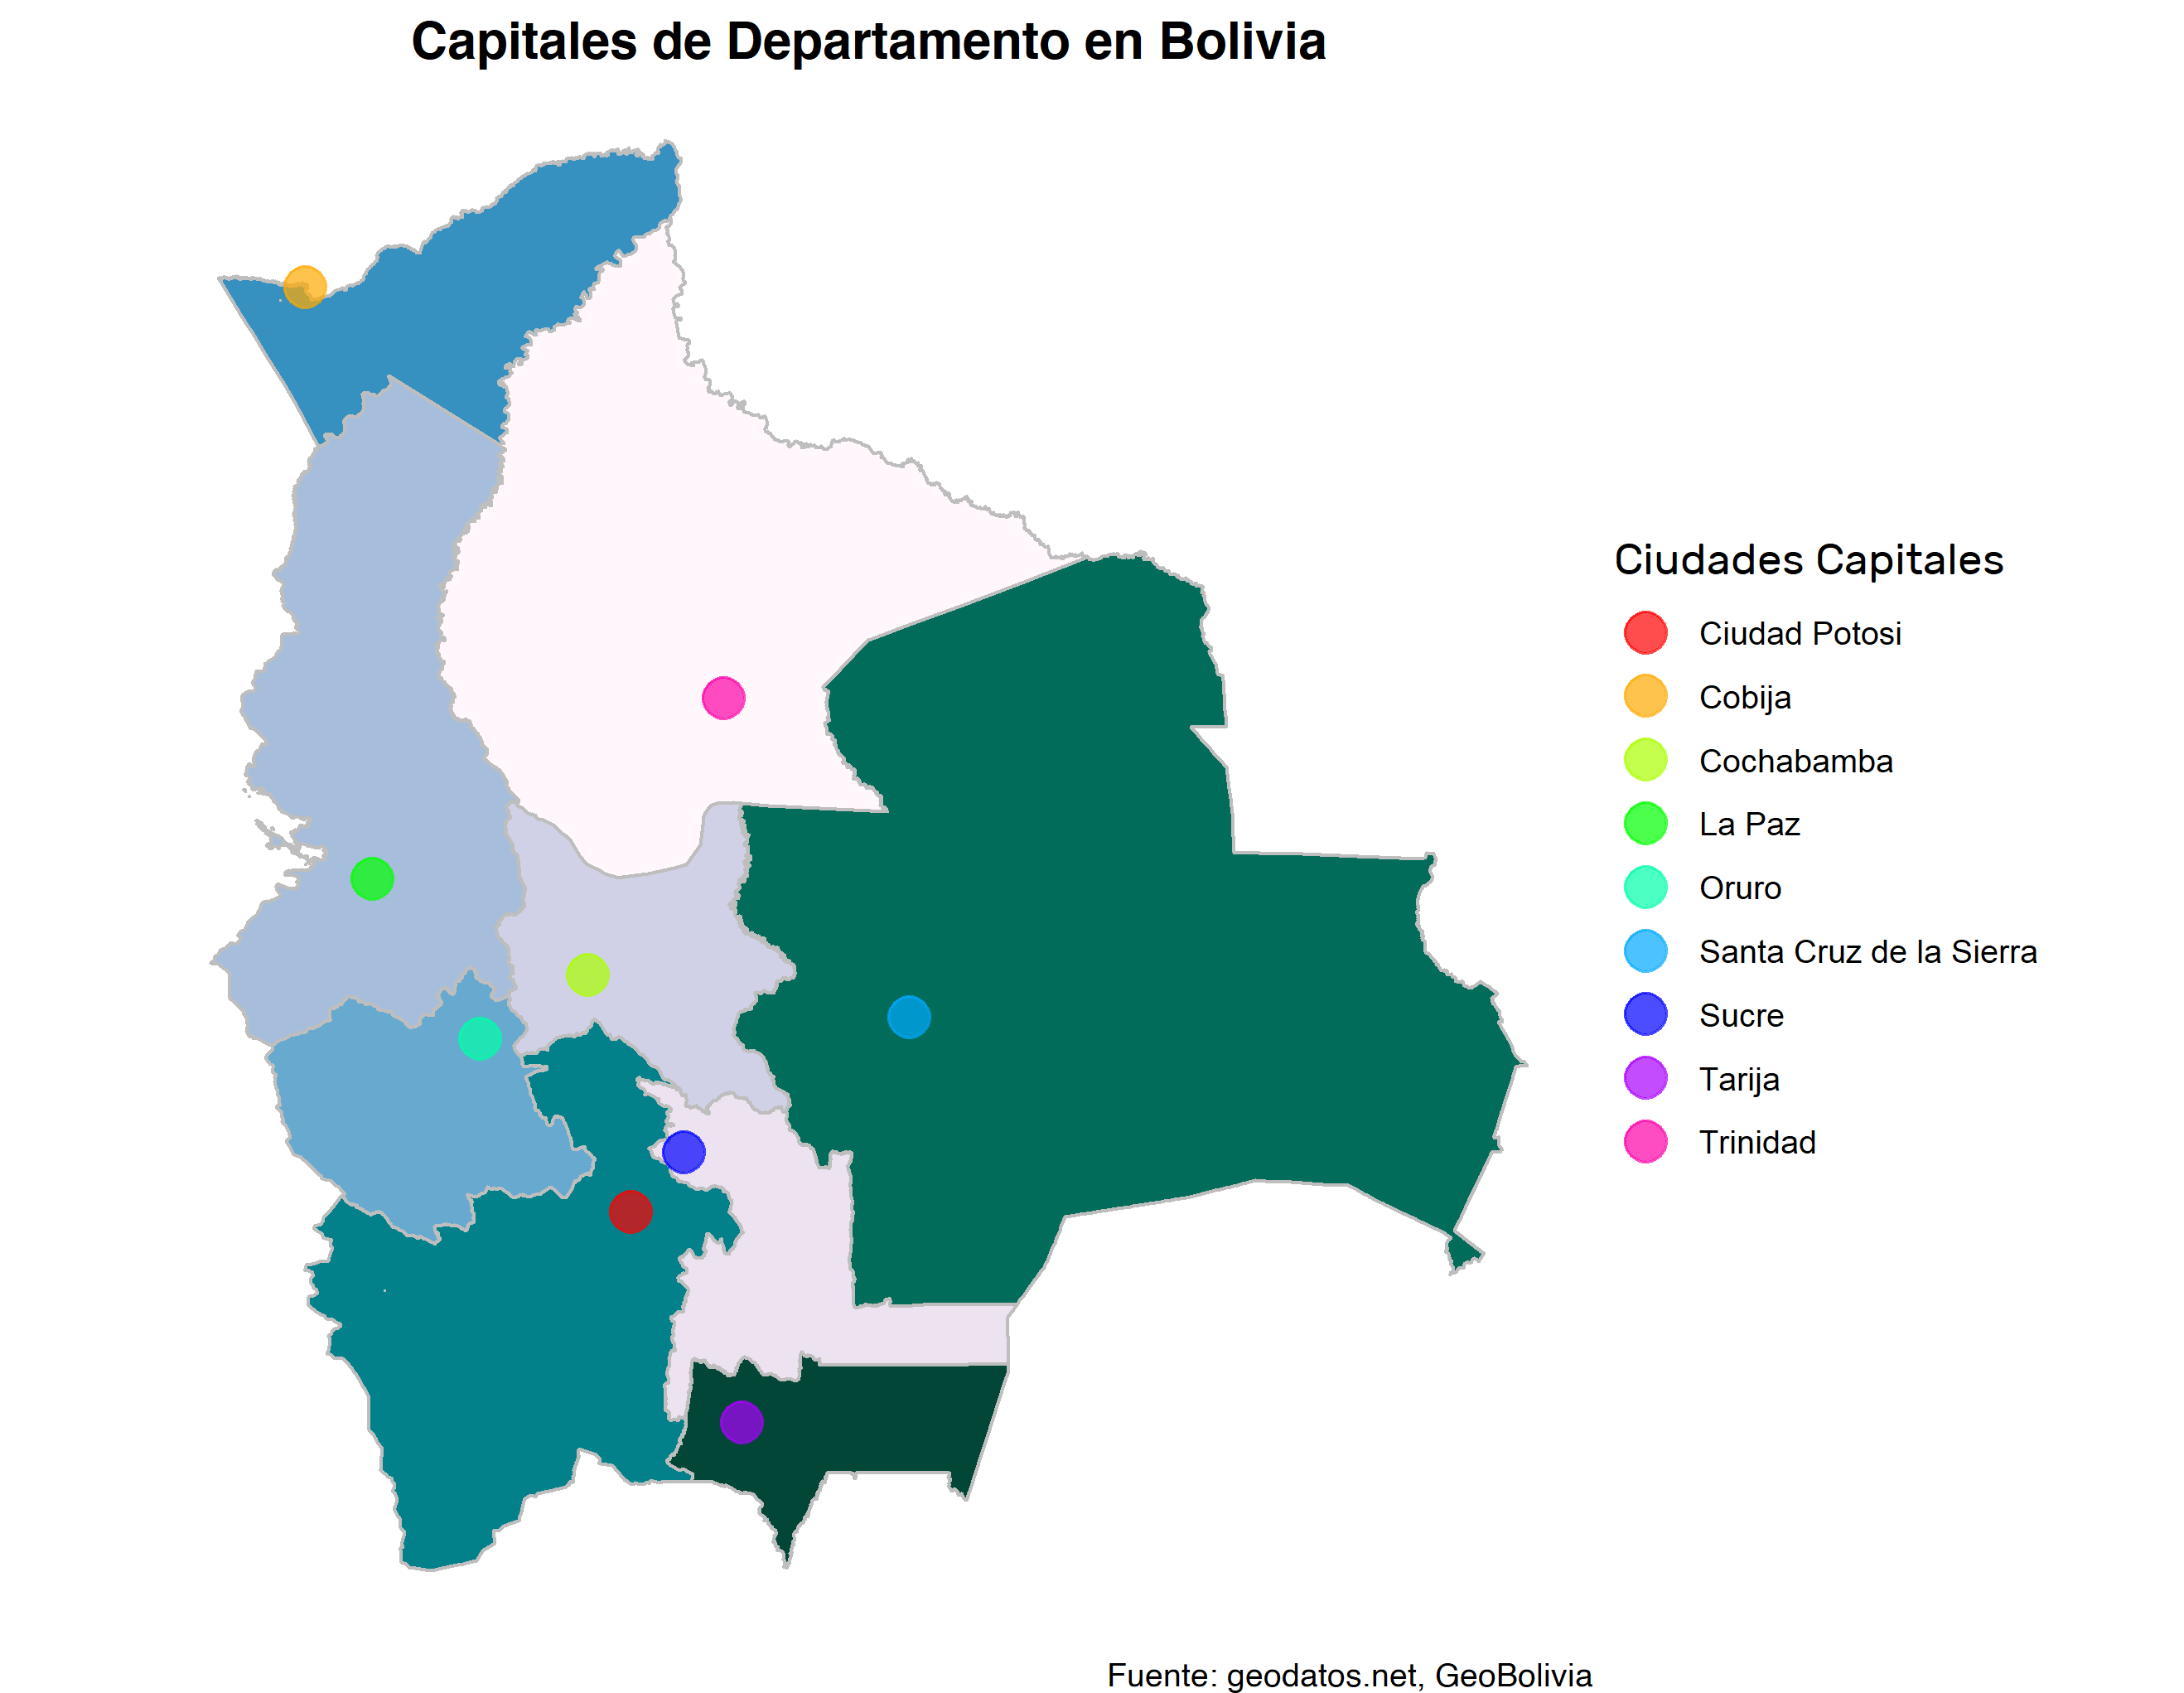 Capitales de Departamento en Bolivia
Ciudades Capitales
Ciudad Potosi
Cobija
Cochabamba
La Paz
Oruro
Santa Cruz de la Sierra
Sucre
Tarija
Trinidad
Fuente: geodatos.net, GeoBolivia